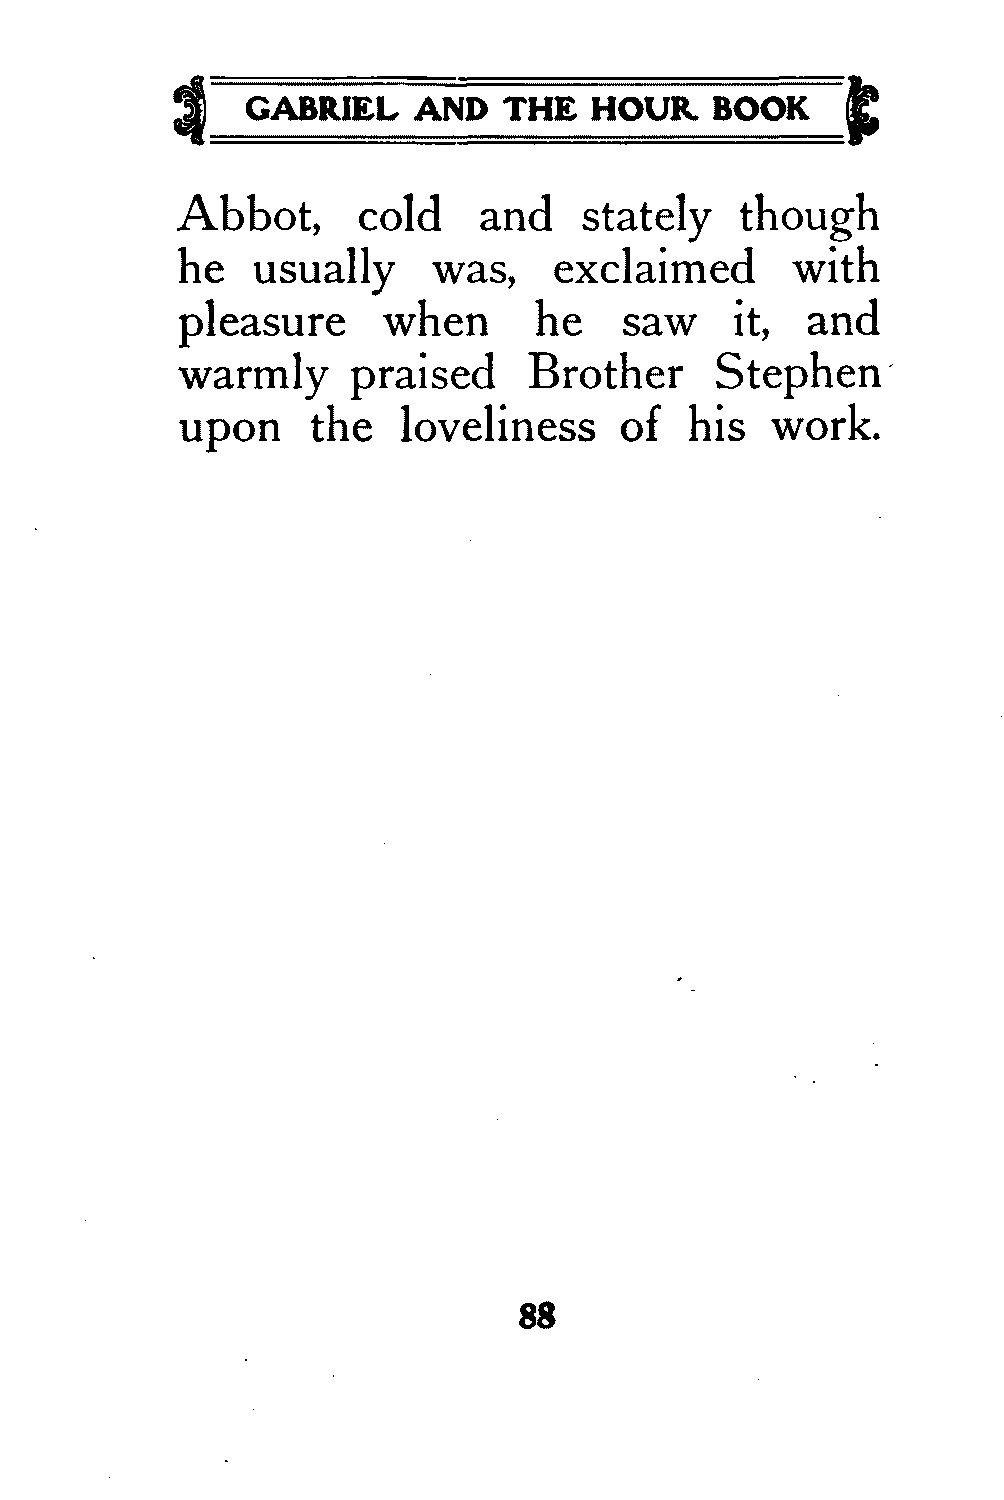 GABRIEL AND THE HOUR BOOK
Abbot, cold and stately though
he usually was, exclaimed with
pleasure when he saw it, and
warmly praised Brother Stephen
upon the loveliness of his work.
88